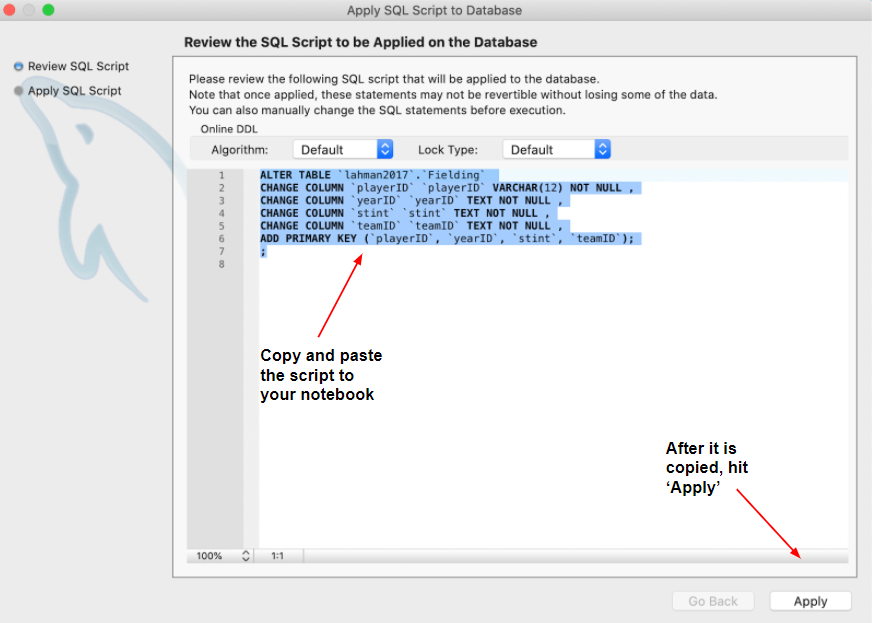 Apply SQL Script to Database
Review SQL Script
Apply SQL Script
Review the SQL Script to be Applied on the Database
Please review the following SQL script that will be applied to the database.
Note that once applied, these statements may not be revertible without losing some of the data.
You can also manually change the SQL statements before execution.
Online DDL
Algorithm: Default Lock Type: Default
1 ALTER TABLE `lahman2017`.`Fielding`
2 CHANGE COLUMN `playerID` `playerID` VARCHAR(12) NOT NULL ,
3 CHANGE COLUMN `yearID` `yearID` TEXT NOT NULL ,
4 CHANGE COLUMN `stint` `stint` TEXT NOT NULL ,
5 CHANGE COLUMN `teamID` `teamID` TEXT NOT NULL ,
6 ADD PRIMARY KEY (`playerID`, `yearID`, `stint`, `teamID`);
7 ;
8
Copy and paste
the script to
your notebook
After it is
copied, hit
‘Apply’
100% 1:1
Go Back Apply